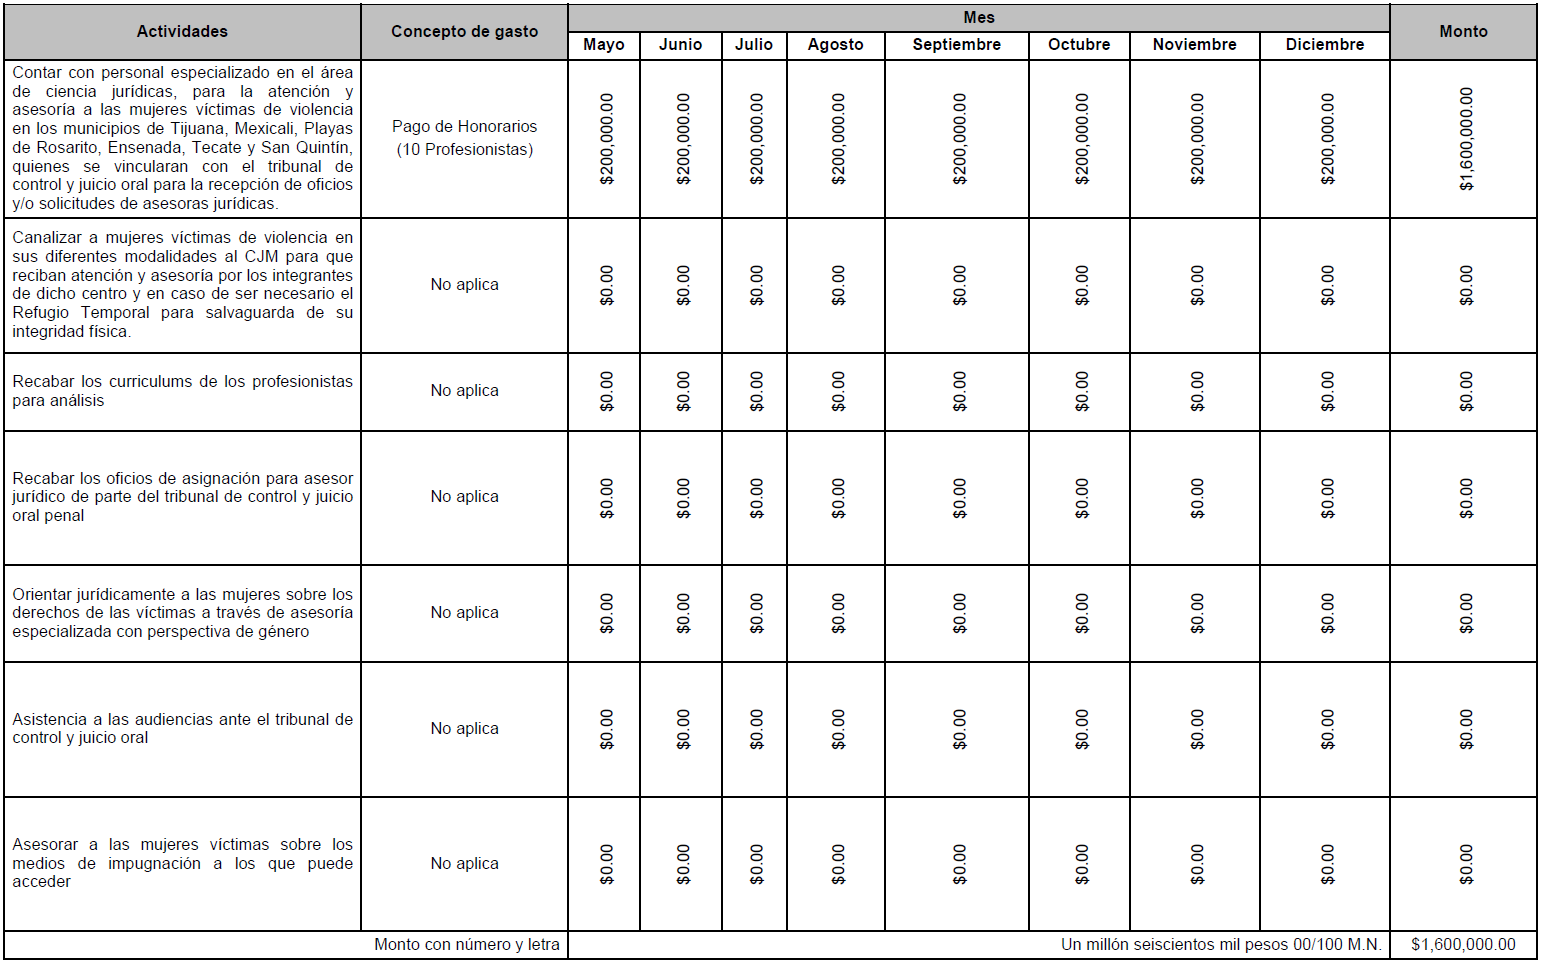 Actividades
Concepto de gasto
Mes
Monto
Mayo
Junio
Julio
Agosto
Septiembre
Octubre
Noviembre
Diciembre
Contar con personal especializado en el área
de ciencia jurídicas, para la atención y
asesoría a las mujeres víctimas de violencia
en los municipios de Tijuana, Mexicali, Playas
de Rosarito, Ensenada, Tecate y San Quintín,
quienes se vincularan con el tribunal de
control y juicio oral para la recepción de oficios
y/o solicitudes de asesoras jurídicas.
Pago de Honorarios
(10 Profesionistas)
$200,000.00
$200,000.00
$200,000.00
$200,000.00
$200,000.00
$200,000.00
$200,000.00
$200,000.00
$1,600,000.00
Canalizar a mujeres víctimas de violencia en
sus diferentes modalidades al CJM para que
reciban atención y asesoría por los integrantes
de dicho centro y en caso de ser necesario el
Refugio Temporal para salvaguarda de su
integridad física.
No aplica
$0.00
$0.00
$0.00
$0.00
$0.00
$0.00
$0.00
$0.00
$0.00
Recabar los curriculums de los profesionistas
para análisis
No aplica
$0.00
$0.00
$0.00
$0.00
$0.00
$0.00
$0.00
$0.00
$0.00
Recabar los oficios de asignación para asesor
jurídico de parte del tribunal de control y juicio
oral penal
No aplica
$0.00
$0.00
$0.00
$0.00
$0.00
$0.00
$0.00
$0.00
$0.00
Orientar jurídicamente a las mujeres sobre los
derechos de las víctimas a través de asesoría
especializada con perspectiva de género
No aplica
$0.00
$0.00
$0.00
$0.00
$0.00
$0.00
$0.00
$0.00
$0.00
Asistencia a las audiencias ante el tribunal de
control y juicio oral
No aplica
$0.00
$0.00
$0.00
$0.00
$0.00
$0.00
$0.00
$0.00
$0.00
Asesorar a las mujeres víctimas sobre los
medios de impugnación a los que puede
acceder
No aplica
$0.00
$0.00
$0.00
$0.00
$0.00
$0.00
$0.00
$0.00
$0.00
Monto con número y letra
Un millón seiscientos mil pesos 00/100 M.N.
$1,600,000.00